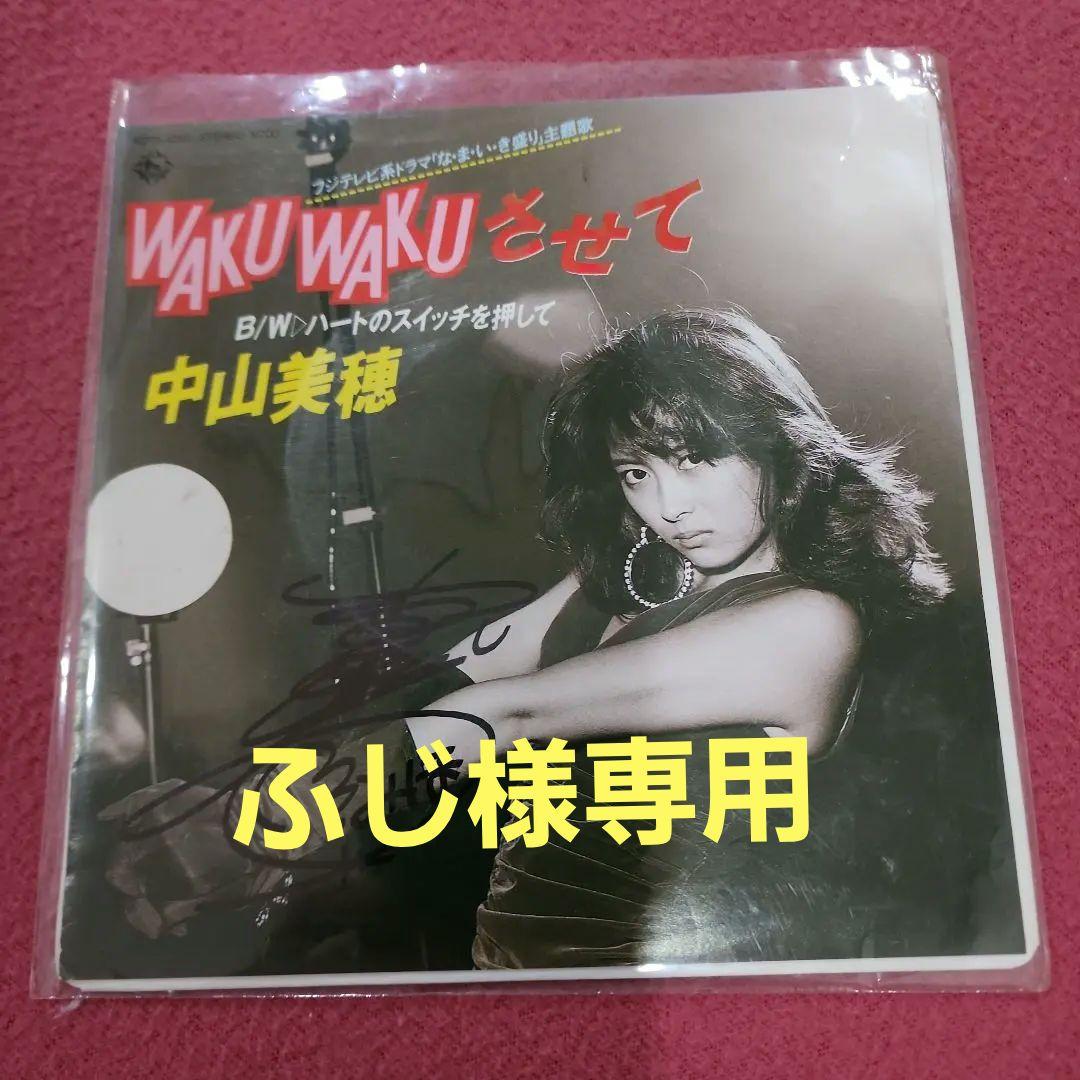 フジテレビ系ドラマ「な・ま・い・き盛り」主題歌
WAKU WAKUさせて
B/W▷ハートのスイッチを押して
中山美穂
ふじ様専用